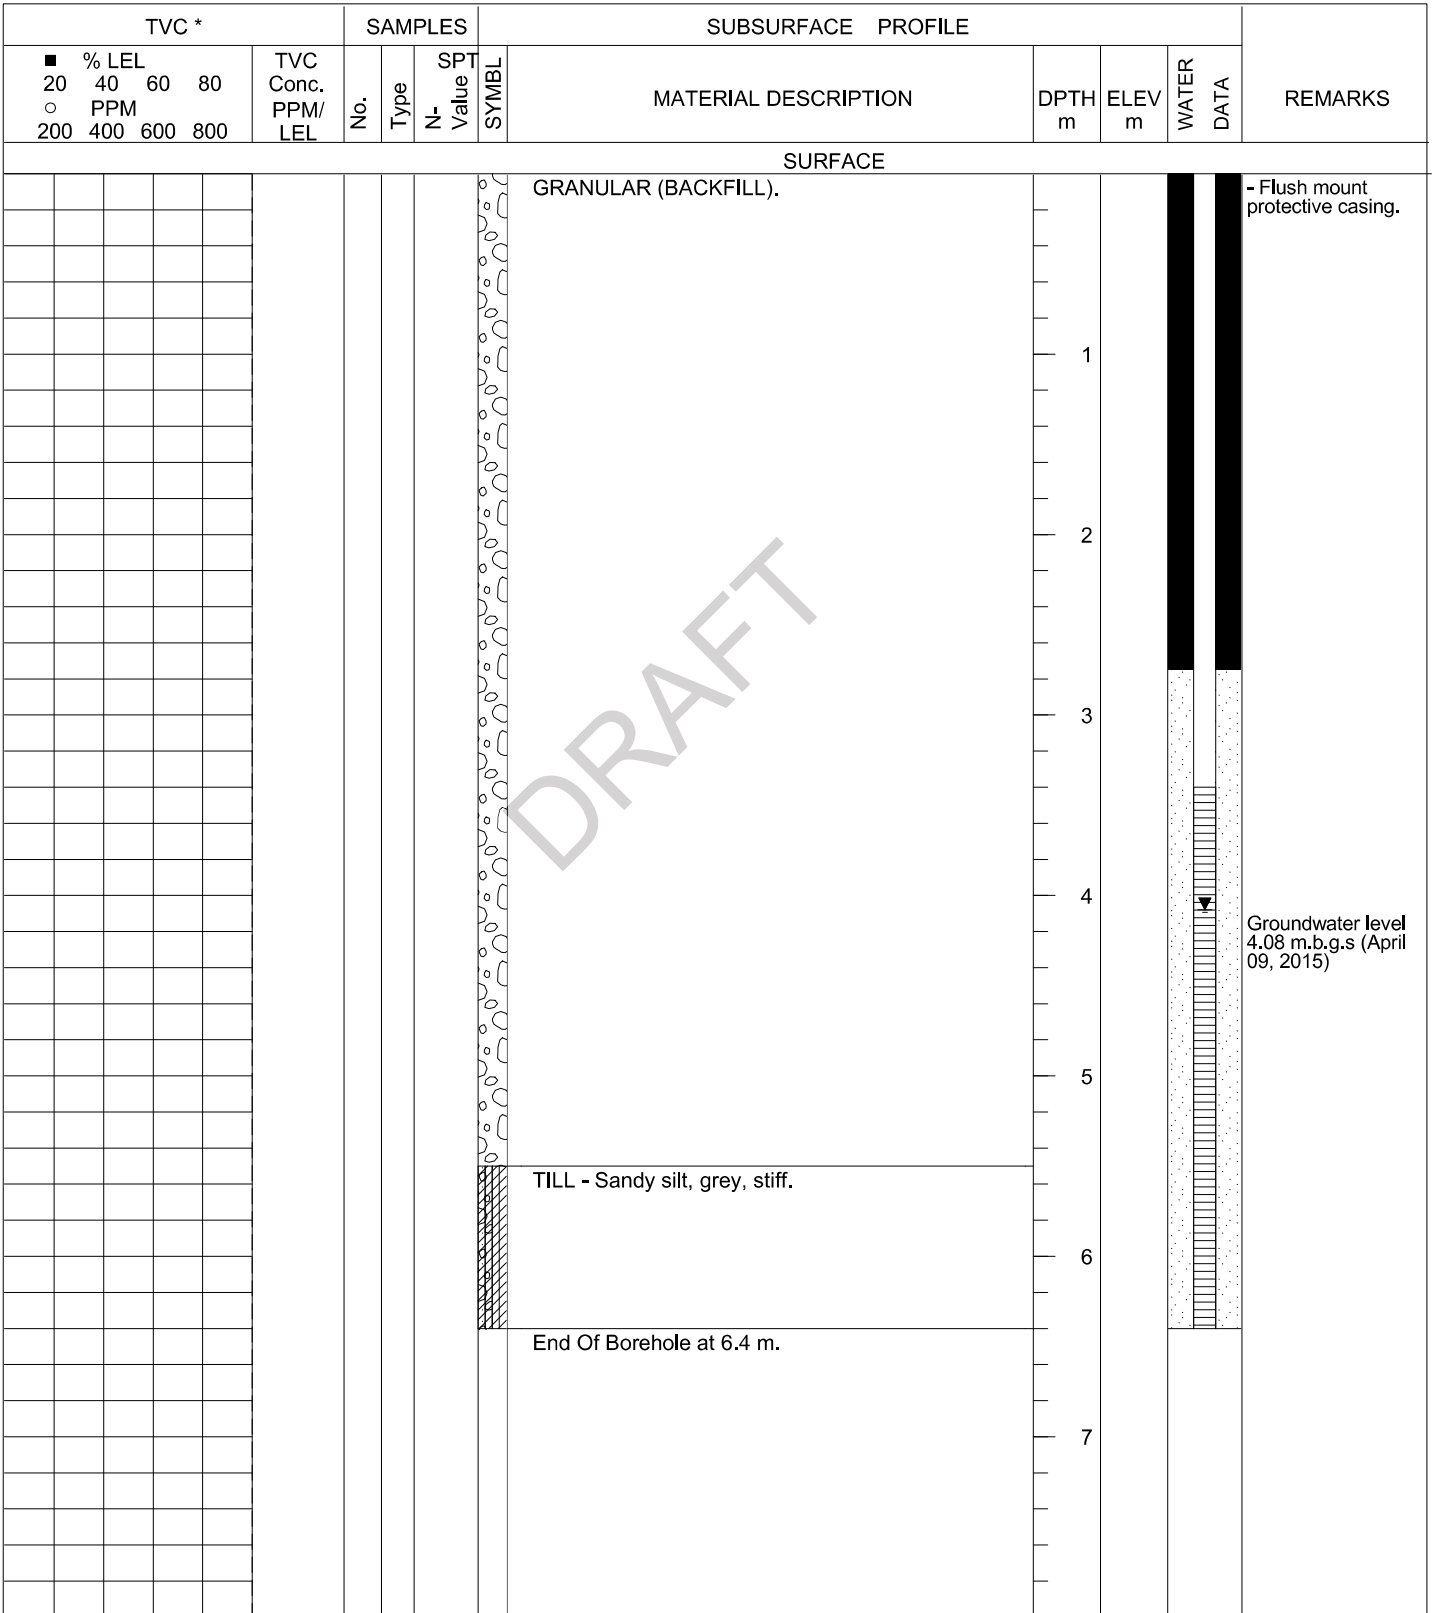 TVC *
SAMPLES
SUBSURFACE PROFILE
■ % LEL
20 40 60 80
○ PPM
200 400 600 800
TVC
Conc.
PPM/
LEL
No.
Type
SPT
N-
Value
SYMBL
MATERIAL DESCRIPTION
DPTH
m
ELEV
m
WATER
DATA
REMARKS
SURFACE
GRANULAR (BACKFILL).
- Flush mount
protective casing.
1
2
DRAFT
3
4
Groundwater level
4.08 m.b.g.s (April
09, 2015)
5
TILL - Sandy silt, grey, stiff.
6
End Of Borehole at 6.4 m.
7